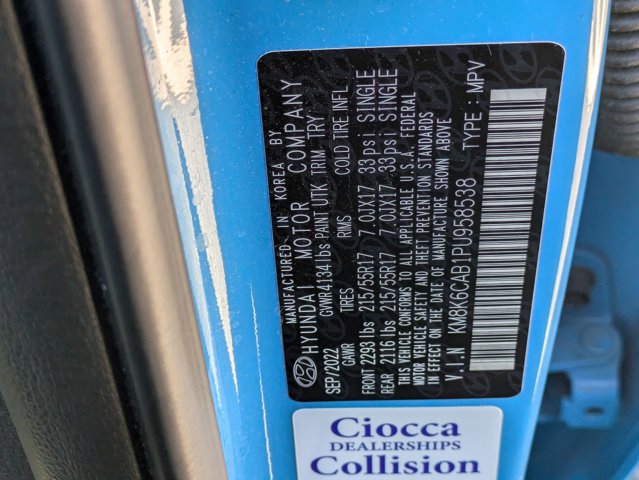 MANUFACTURED IN KOREA BY
HYUNDAI MOTOR COMPANY
SEP/2022 GVWR 4134 lbs PAINT UTK TRIM TRY
GAWR TIRES RIMS COLD TIRE INFL
FRONT 2293 lbs 215/55R17 7.0JX17 33psi SINGLE
REAR 2116 lbs 215/55R17 7.0JX17 33psi SINGLE
THIS VEHICLE CONFORMS TO ALL APPLICABLE U.S.A. FEDERAL
MOTOR VEHICLE SAFETY AND THEFT PREVENTION STANDARDS
IN EFFECT ON THE DATE OF MANUFACTURE SHOWN ABOVE
V.I.N : KM8K6CAB1PU958538 TYPE : MPV
Ciocca
DEALERSHIPS
Collision